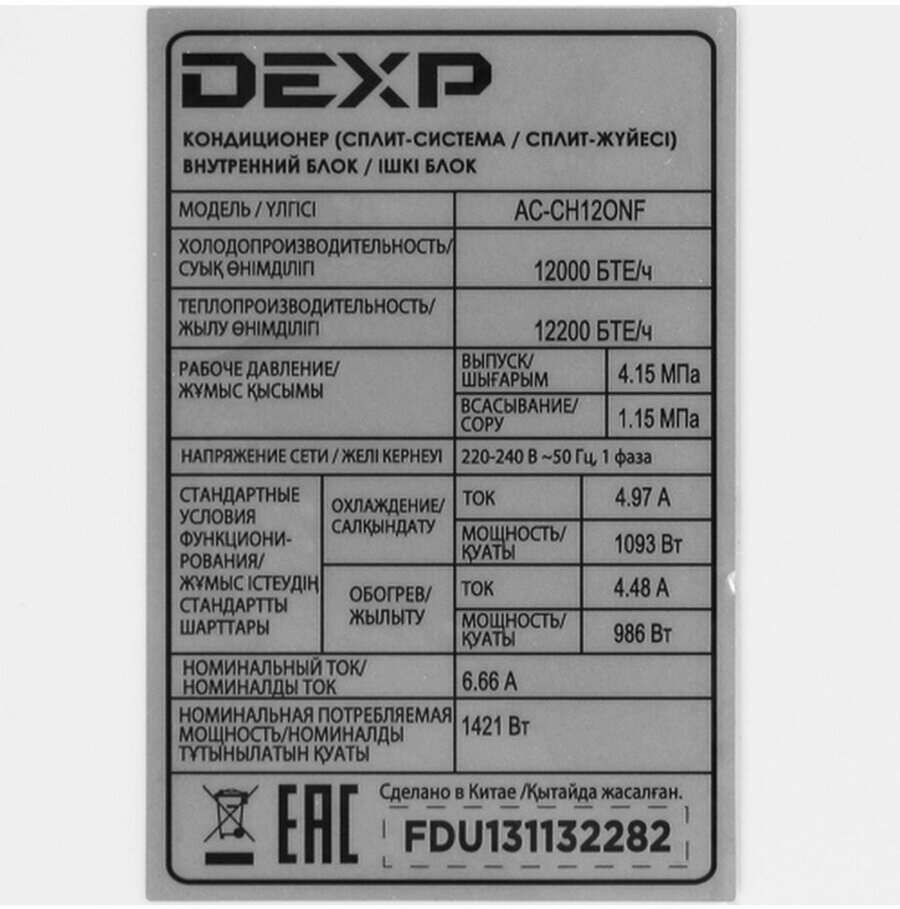 DEXP
КОНДИЦИОНЕР (СПЛИТ-СИСТЕМА / СПЛИТ-ЖҮЙЕСІ)
ВНУТРЕННИЙ БЛОК / ІШКІ БЛОК
МОДЕЛЬ / ҮЛГІСІ
AC-CH12ONF
ХОЛОДОПРОИЗВОДИТЕЛЬНОСТЬ/
СУЫҚ ӨНІМДІЛІГІ
12000 БТЕ/ч
ТЕПЛОПРОИЗВОДИТЕЛЬНОСТЬ/
ЖЫЛУ ӨНІМДІЛІГІ
12200 БТЕ/ч
РАБОЧЕ ДАВЛЕНИЕ/
ЖҰМЫС ҚЫСЫМЫ
ВЫПУСК/
ШЫҒАРЫМ
4.15 МПа
ВСАСЫВАНИЕ/
СОРУ
1.15 МПа
НАПРЯЖЕНИЕ СЕТИ / ЖЕЛІ КЕРНЕУІ
220-240 В ~50 Гц, 1 фаза
СТАНДАРТНЫЕ
УСЛОВИЯ
ФУНКЦИОНИ-
РОВАНИЯ/
ЖҰМЫС ІСТЕУДІҢ
СТАНДАРТТЫ
ШАРТТАРЫ
ОХЛАЖДЕНИЕ/
САЛҚЫНДАТУ
ТОК
4.97 А
МОЩНОСТЬ/
ҚУАТЫ
1093 Вт
ОБОГРЕВ/
ЖЫЛЫТУ
ТОК
4.48 А
МОЩНОСТЬ/
ҚУАТЫ
986 Вт
НОМИНАЛЬНЫЙ ТОК/
НОМИНАЛДЫ ТОК
6.66 А
НОМИНАЛЬНАЯ ПОТРЕБЛЯЕМАЯ
МОЩНОСТЬ/НОМИНАЛДЫ
ТҰТЫНЫЛАТЫН ҚУАТЫ
1421 Вт
EAC
Сделано в Китае /Қытайда жасалған.
FDU131132282